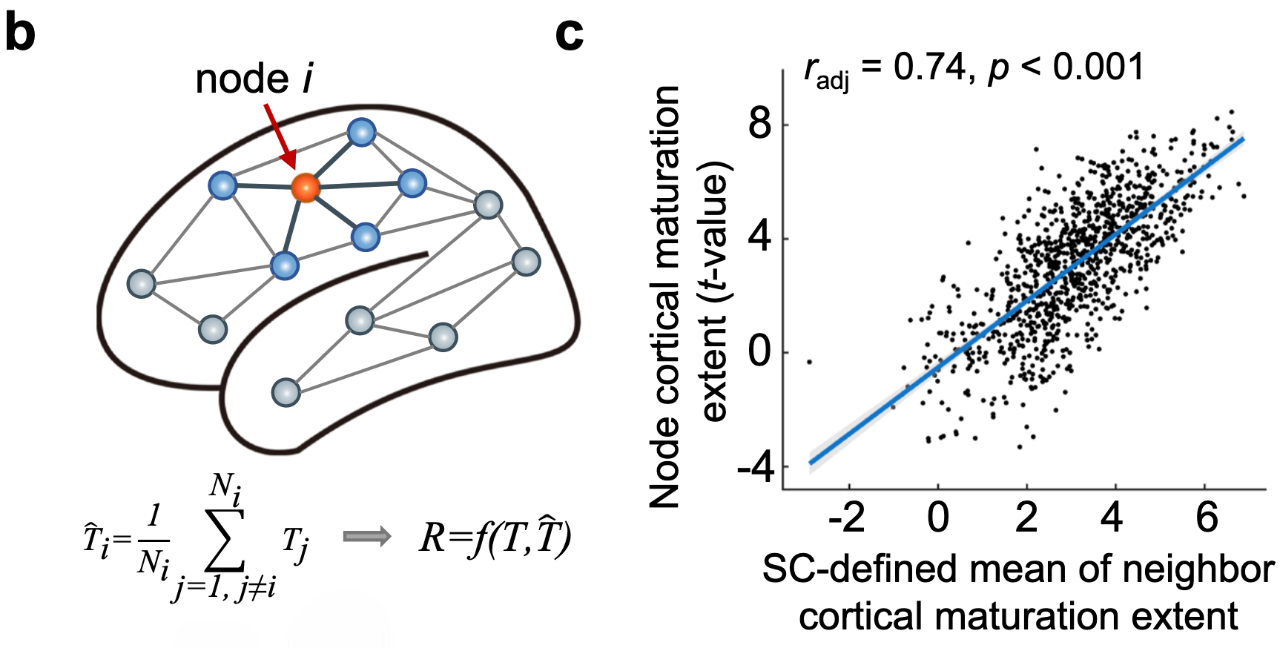 b
node i
T̂i = 1/Ni ∑ Ni j=1, j≠i Tj ⇒ R=f(T,T̂)
c
radj = 0.74, p < 0.001
Node cortical maturation
extent (t-value)
8
4
0
-4
-2 0 2 4 6
SC-defined mean of neighbor
cortical maturation extent